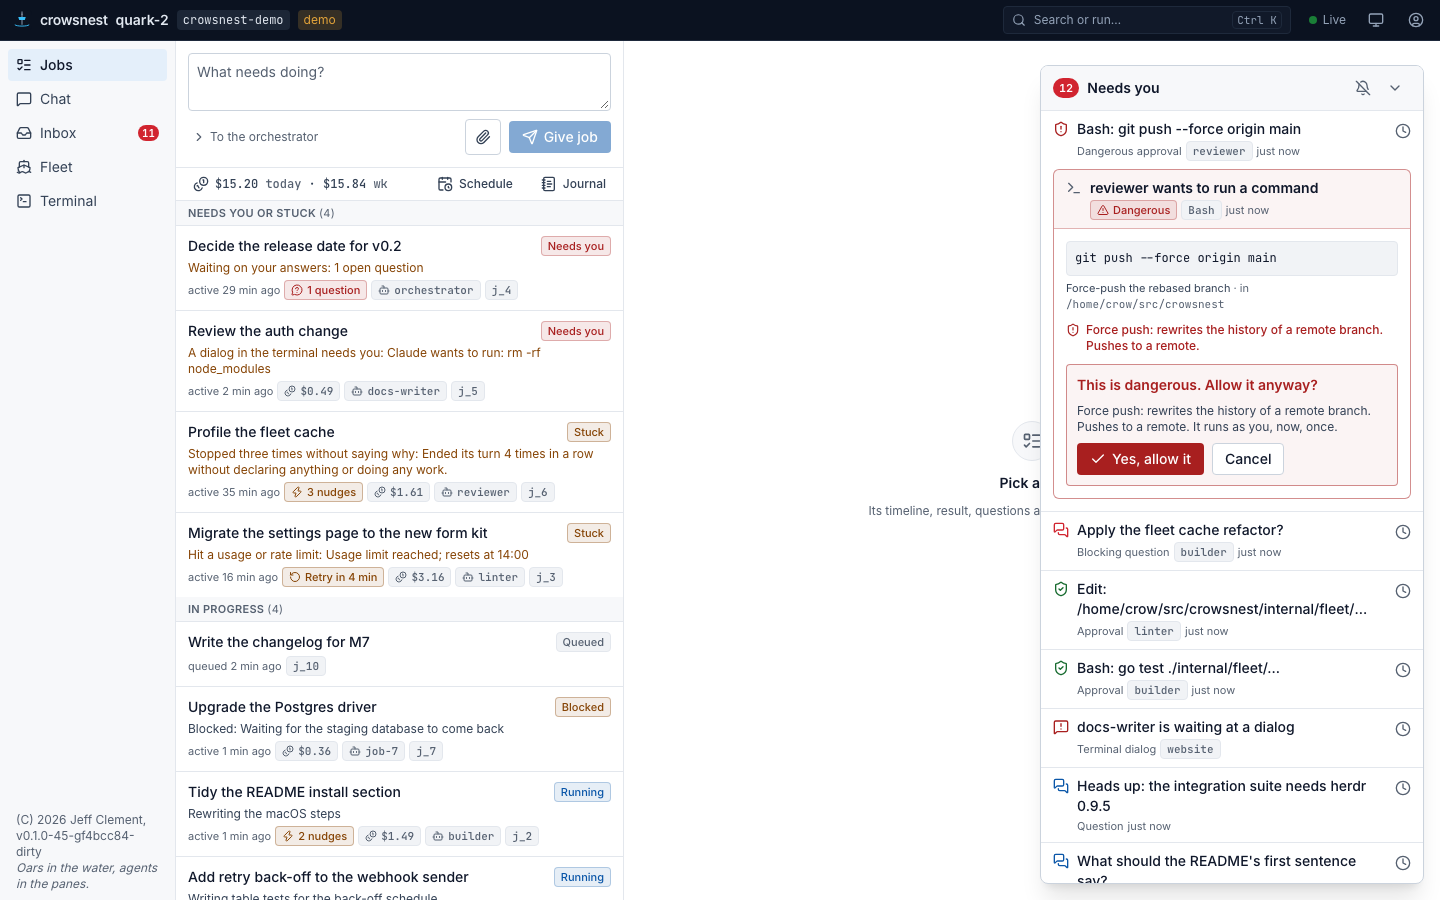 crowsnest quark-2 crowsnest-demo demo
Search or run... Ctrl K Live
Jobs
Chat
Inbox 11
Fleet
Terminal
(C) 2026 Jeff Clement,
v0.1.0-45-gf4bcc84-
dirty
Oars in the water, agents
in the panes.
What needs doing?
To the orchestrator
Give job
$15.20 today · $15.84 wk
Schedule
Journal
NEEDS YOU OR STUCK (4)
Decide the release date for v0.2 Needs you
Waiting on your answers: 1 open question
active 29 min ago 1 question orchestrator j_4
Review the auth change Needs you
A dialog in the terminal needs you: Claude wants to run: rm -rf
node_modules
active 2 min ago $0.49 docs-writer j_5
Profile the fleet cache Stuck
Stopped three times without saying why: Ended its turn 4 times in a row
without declaring anything or doing any work.
active 35 min ago 3 nudges $1.61 reviewer j_6
Migrate the settings page to the new form kit Stuck
Hit a usage or rate limit: Usage limit reached; resets at 14:00
active 16 min ago Retry in 4 min $3.16 linter j_3
IN PROGRESS (4)
Write the changelog for M7 Queued
queued 2 min ago j_10
Upgrade the Postgres driver Blocked
Blocked: Waiting for the staging database to come back
active 1 min ago $0.36 job-7 j_7
Tidy the README install section Running
Rewriting the macOS steps
active 1 min ago 2 nudges $1.49 builder j_2
Add retry back-off to the webhook sender Running
Writing table tests for the back-off schedule
Pick a
Its timeline, result, questions a
12 Needs you
Bash: git push --force origin main
Dangerous approval reviewer just now
reviewer wants to run a command
Dangerous Bash just now
git push --force origin main
Force-push the rebased branch · in
/home/crow/src/crowsnest
Force push: rewrites the history of a remote branch.
Pushes to a remote.
This is dangerous. Allow it anyway?
Force push: rewrites the history of a remote branch.
Pushes to a remote. It runs as you, now, once.
Yes, allow it
Cancel
Apply the fleet cache refactor?
Blocking question builder just now
Edit:
/home/crow/src/crowsnest/internal/fleet/...
Approval linter just now
Bash: go test ./internal/fleet/...
Approval builder just now
docs-writer is waiting at a dialog
Terminal dialog website
Heads up: the integration suite needs herdr
0.9.5
Question just now
What should the README's first sentence
say?